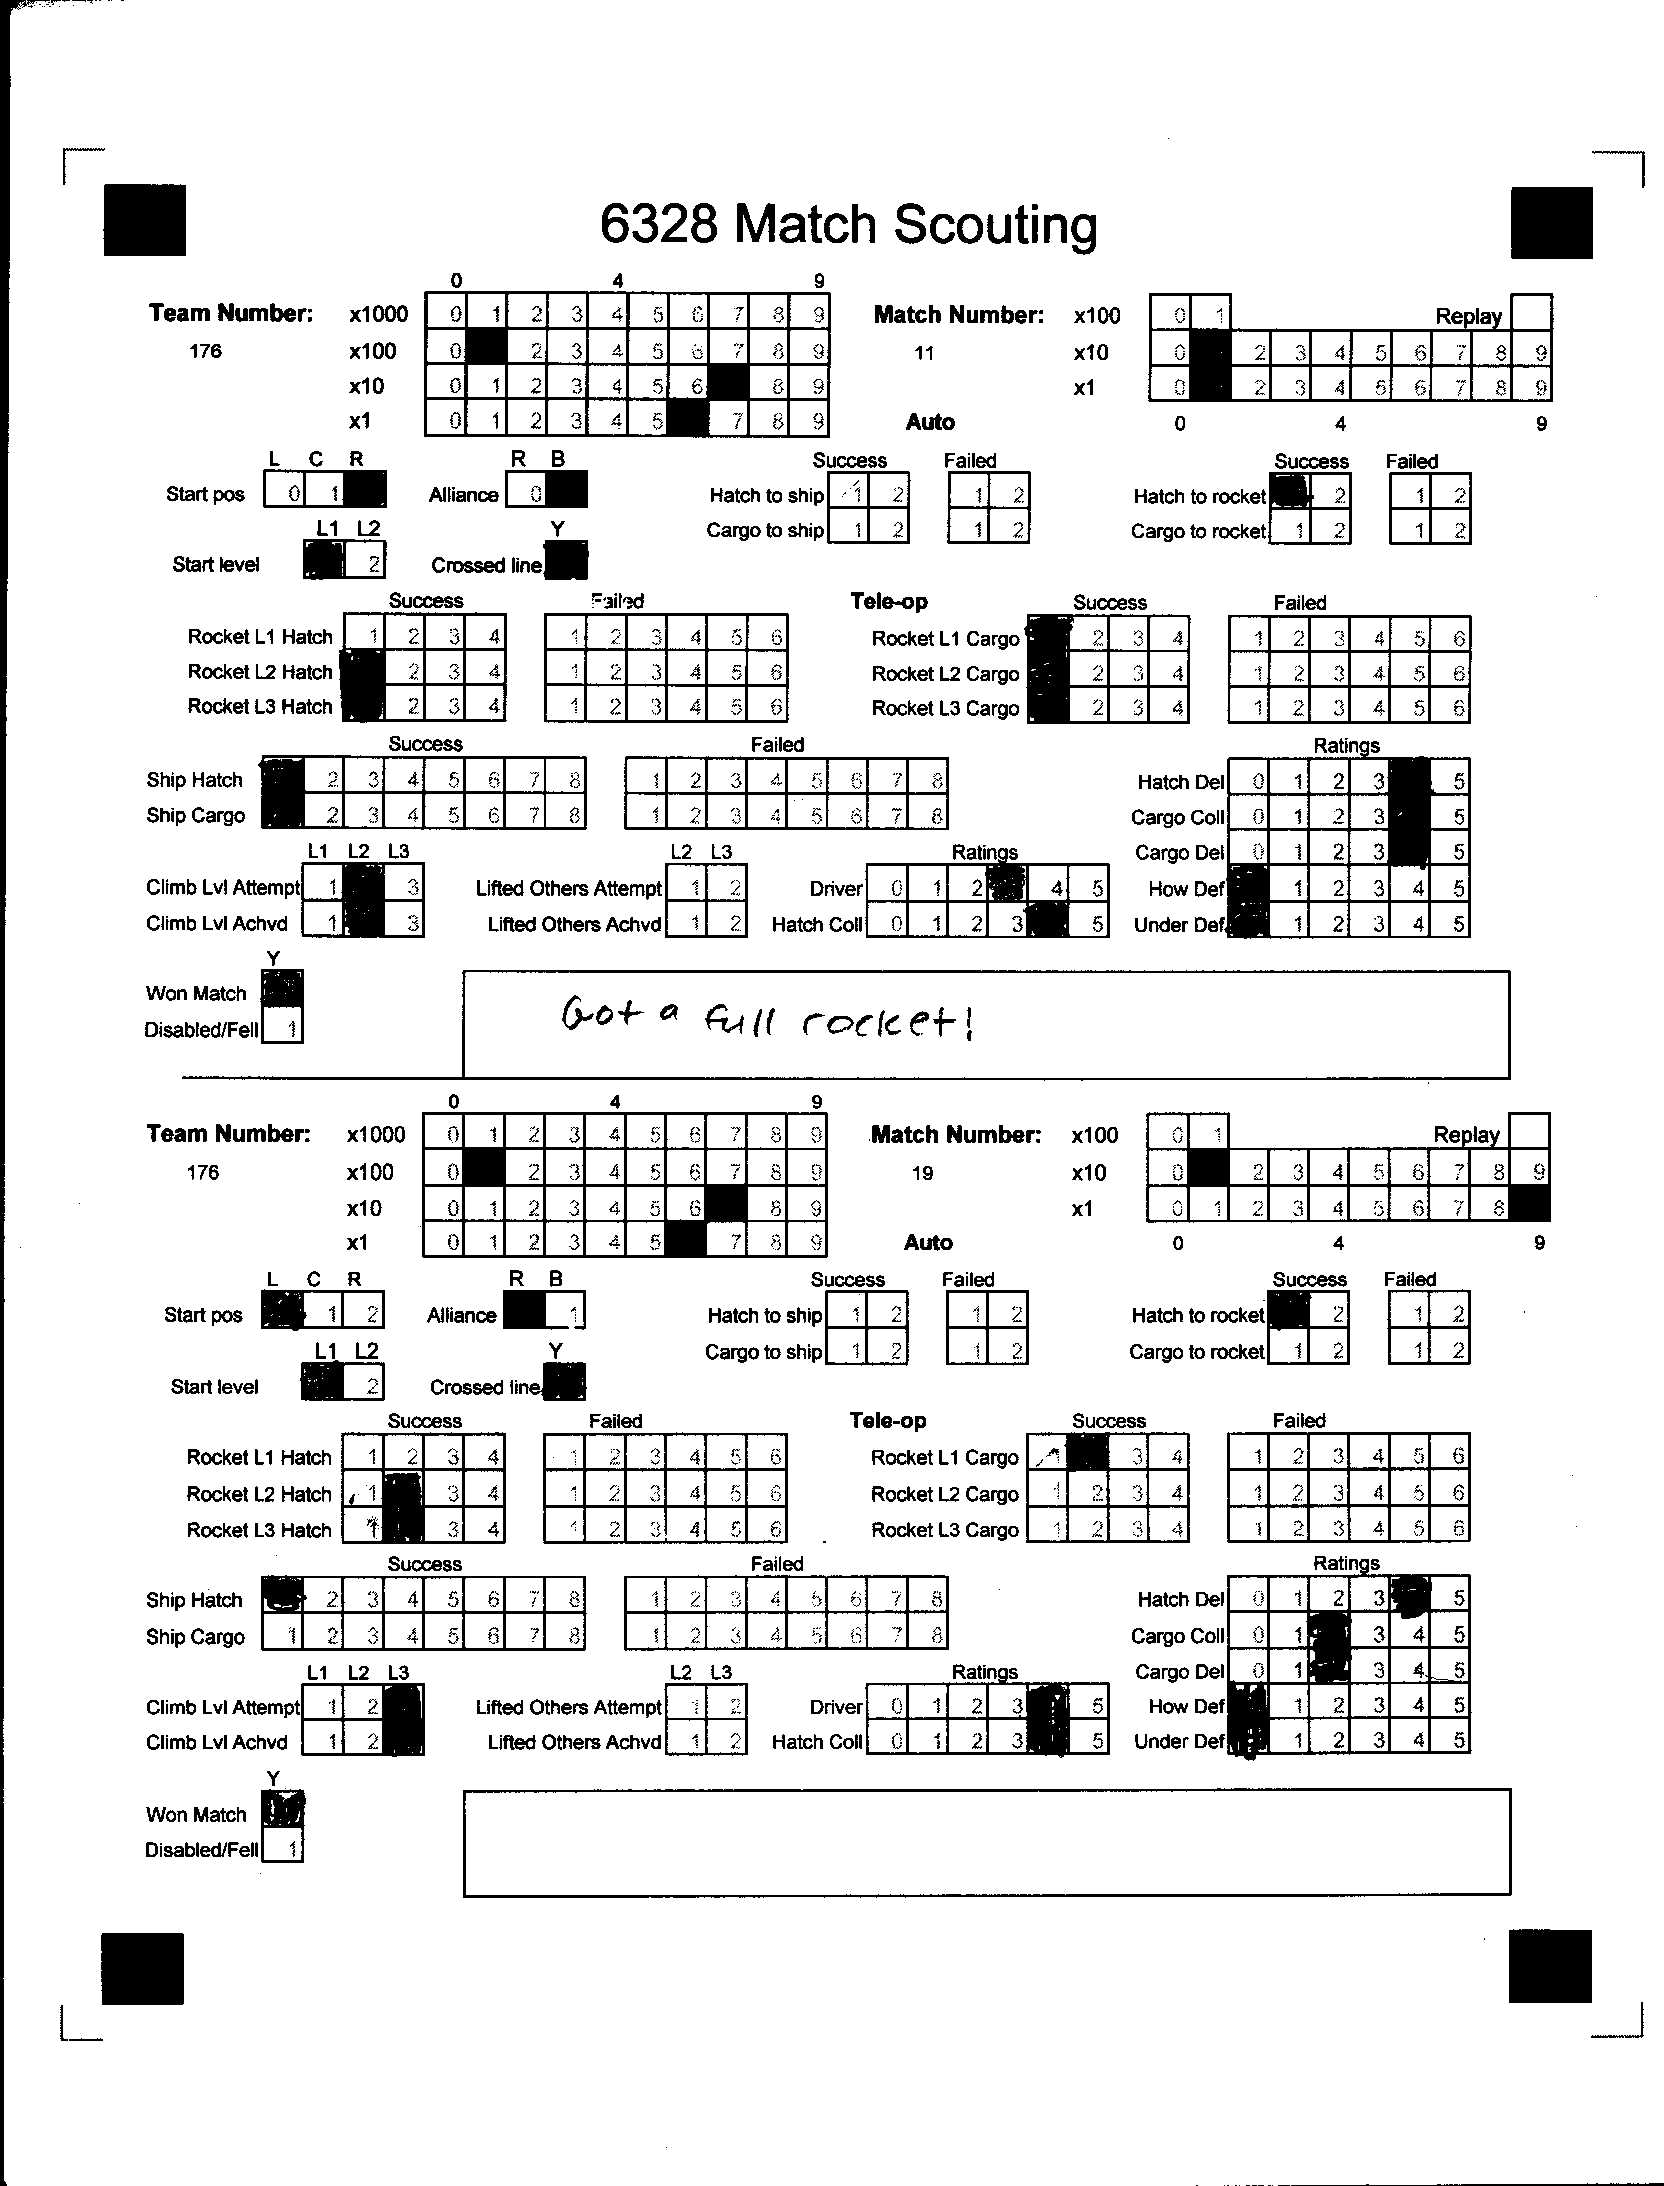 6328 Match Scouting
0 4 9
Team Number: x1000 0 1 2 3 4 5 6 7 8 9 Match Number: x100 0 1 Replay
176 x100 0 2 3 4 5 6 7 8 9 11 x10 0 2 3 4 5 6 7 8 9
x10 0 1 2 3 4 5 6 8 9 x1 0 2 3 4 5 6 7 8 9
x1 0 1 2 3 4 5 7 8 9 Auto 0 4 9
L C R R B Success Failed Success Failed
Start pos 0 1 Alliance 0 Hatch to ship 1 2 1 2 Hatch to rocket 2 1 2
L1 L2 Y Cargo to ship 1 2 1 2 Cargo to rocket 1 2 1 2
Start level 2 Crossed line
Success Failed Tele-op Success Failed
Rocket L1 Hatch 1 2 3 4 1 2 3 4 5 6 Rocket L1 Cargo 2 3 4 1 2 3 4 5 6
Rocket L2 Hatch 2 3 4 1 2 3 4 5 6 Rocket L2 Cargo 2 3 4 1 2 3 4 5 6
Rocket L3 Hatch 2 3 4 1 2 3 4 5 6 Rocket L3 Cargo 2 3 4 1 2 3 4 5 6
Success Failed Ratings
Ship Hatch 2 3 4 5 6 7 8 1 2 3 4 5 6 7 8 Hatch Del 0 1 2 3 5
Ship Cargo 2 3 4 5 6 7 8 1 2 3 4 5 6 7 8 Cargo Coll 0 1 2 3 5
L1 L2 L3 L2 L3 Ratings Cargo Del 0 1 2 3 5
Climb Lvl Attempt 1 3 Lifted Others Attempt 1 2 Driver 0 1 2 4 5 How Def 1 2 3 4 5
Climb Lvl Achvd 1 3 Lifted Others Achvd 1 2 Hatch Coll 0 1 2 3 5 Under Def 1 2 3 4 5
Y
Won Match
Got a full rocket!
Disabled/Fell 1
0 4 9
Team Number: x1000 0 1 2 3 4 5 6 7 8 9 Match Number: x100 0 1 Replay
176 x100 0 2 3 4 5 6 7 8 9 19 x10 0 2 3 4 5 6 7 8 9
x10 0 1 2 3 4 5 6 8 9 x1 0 1 2 3 4 5 6 7 8
x1 0 1 2 3 4 5 7 8 9 Auto 0 4 9
L C R R B Success Failed Success Failed
Start pos 1 2 Alliance 1 Hatch to ship 1 2 1 2 Hatch to rocket 2 1 2
L1 L2 Y Cargo to ship 1 2 1 2 Cargo to rocket 1 2 1 2
Start level 2 Crossed line
Success Failed Tele-op Success Failed
Rocket L1 Hatch 1 2 3 4 1 2 3 4 5 6 Rocket L1 Cargo 3 4 1 2 3 4 5 6
Rocket L2 Hatch 1 3 4 1 2 3 4 5 6 Rocket L2 Cargo 1 2 3 4 1 2 3 4 5 6
Rocket L3 Hatch 1 3 4 1 2 3 4 5 6 Rocket L3 Cargo 1 2 3 4 1 2 3 4 5 6
Success Failed Ratings
Ship Hatch 2 3 4 5 6 7 8 1 2 3 4 5 6 7 8 Hatch Del 0 1 2 3 5
Ship Cargo 1 2 3 4 5 6 7 8 1 2 3 4 5 6 7 8 Cargo Coll 0 1 3 4 5
L1 L2 L3 L2 L3 Ratings Cargo Del 0 1 3 4 5
Climb Lvl Attempt 1 2 Lifted Others Attempt 1 2 Driver 0 1 2 3 5 How Def 1 2 3 4 5
Climb Lvl Achvd 1 2 Lifted Others Achvd 1 2 Hatch Coll 0 1 2 3 5 Under Def 1 2 3 4 5
Y
Won Match
Disabled/Fell 1